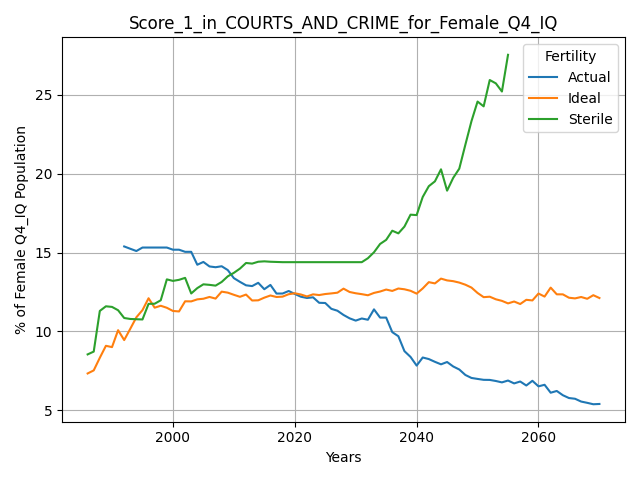 Score_1_in_COURTS_AND_CRIME_for_Female_Q4_IQ
% of Female Q4_IQ Population
25
20
15
10
5
Fertility
Actual
Ideal
Sterile
2000
2020
2040
2060
Years